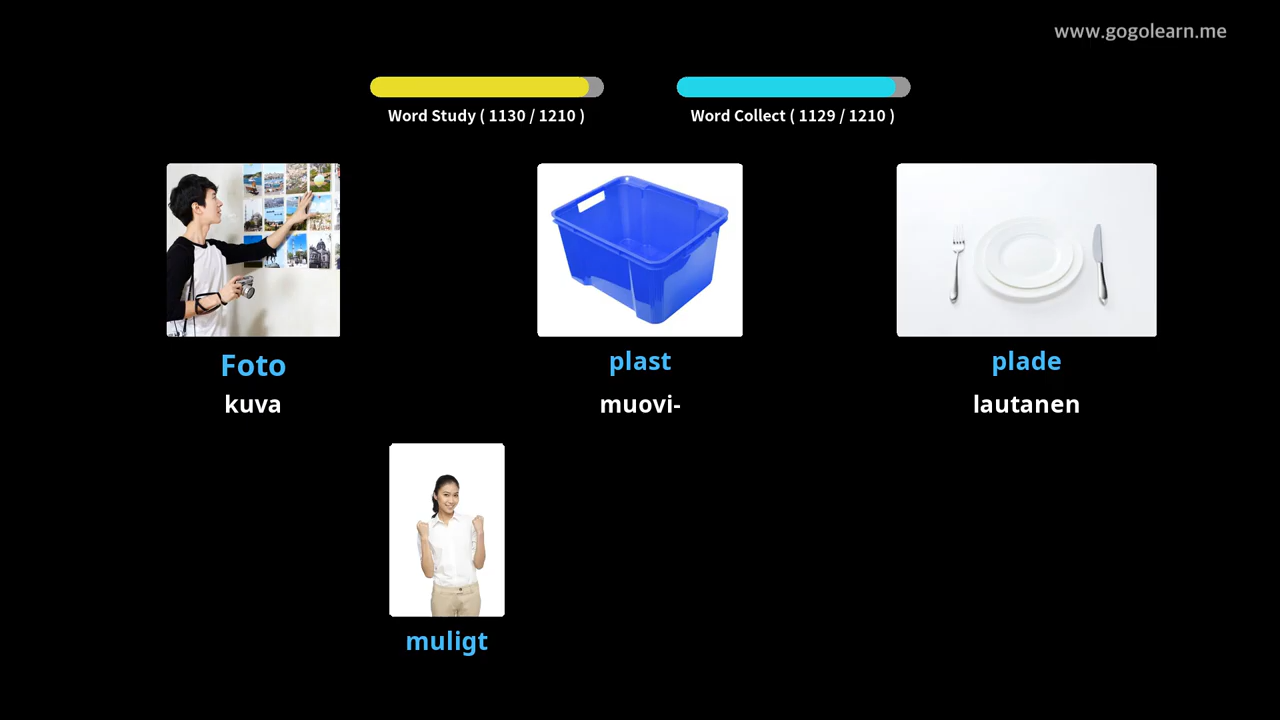 www.gogolearn.me
Word Study ( 1130 / 1210 )
Word Collect ( 1129 / 1210 )
Foto
kuva
plast
muovi-
plade
lautanen
muligt